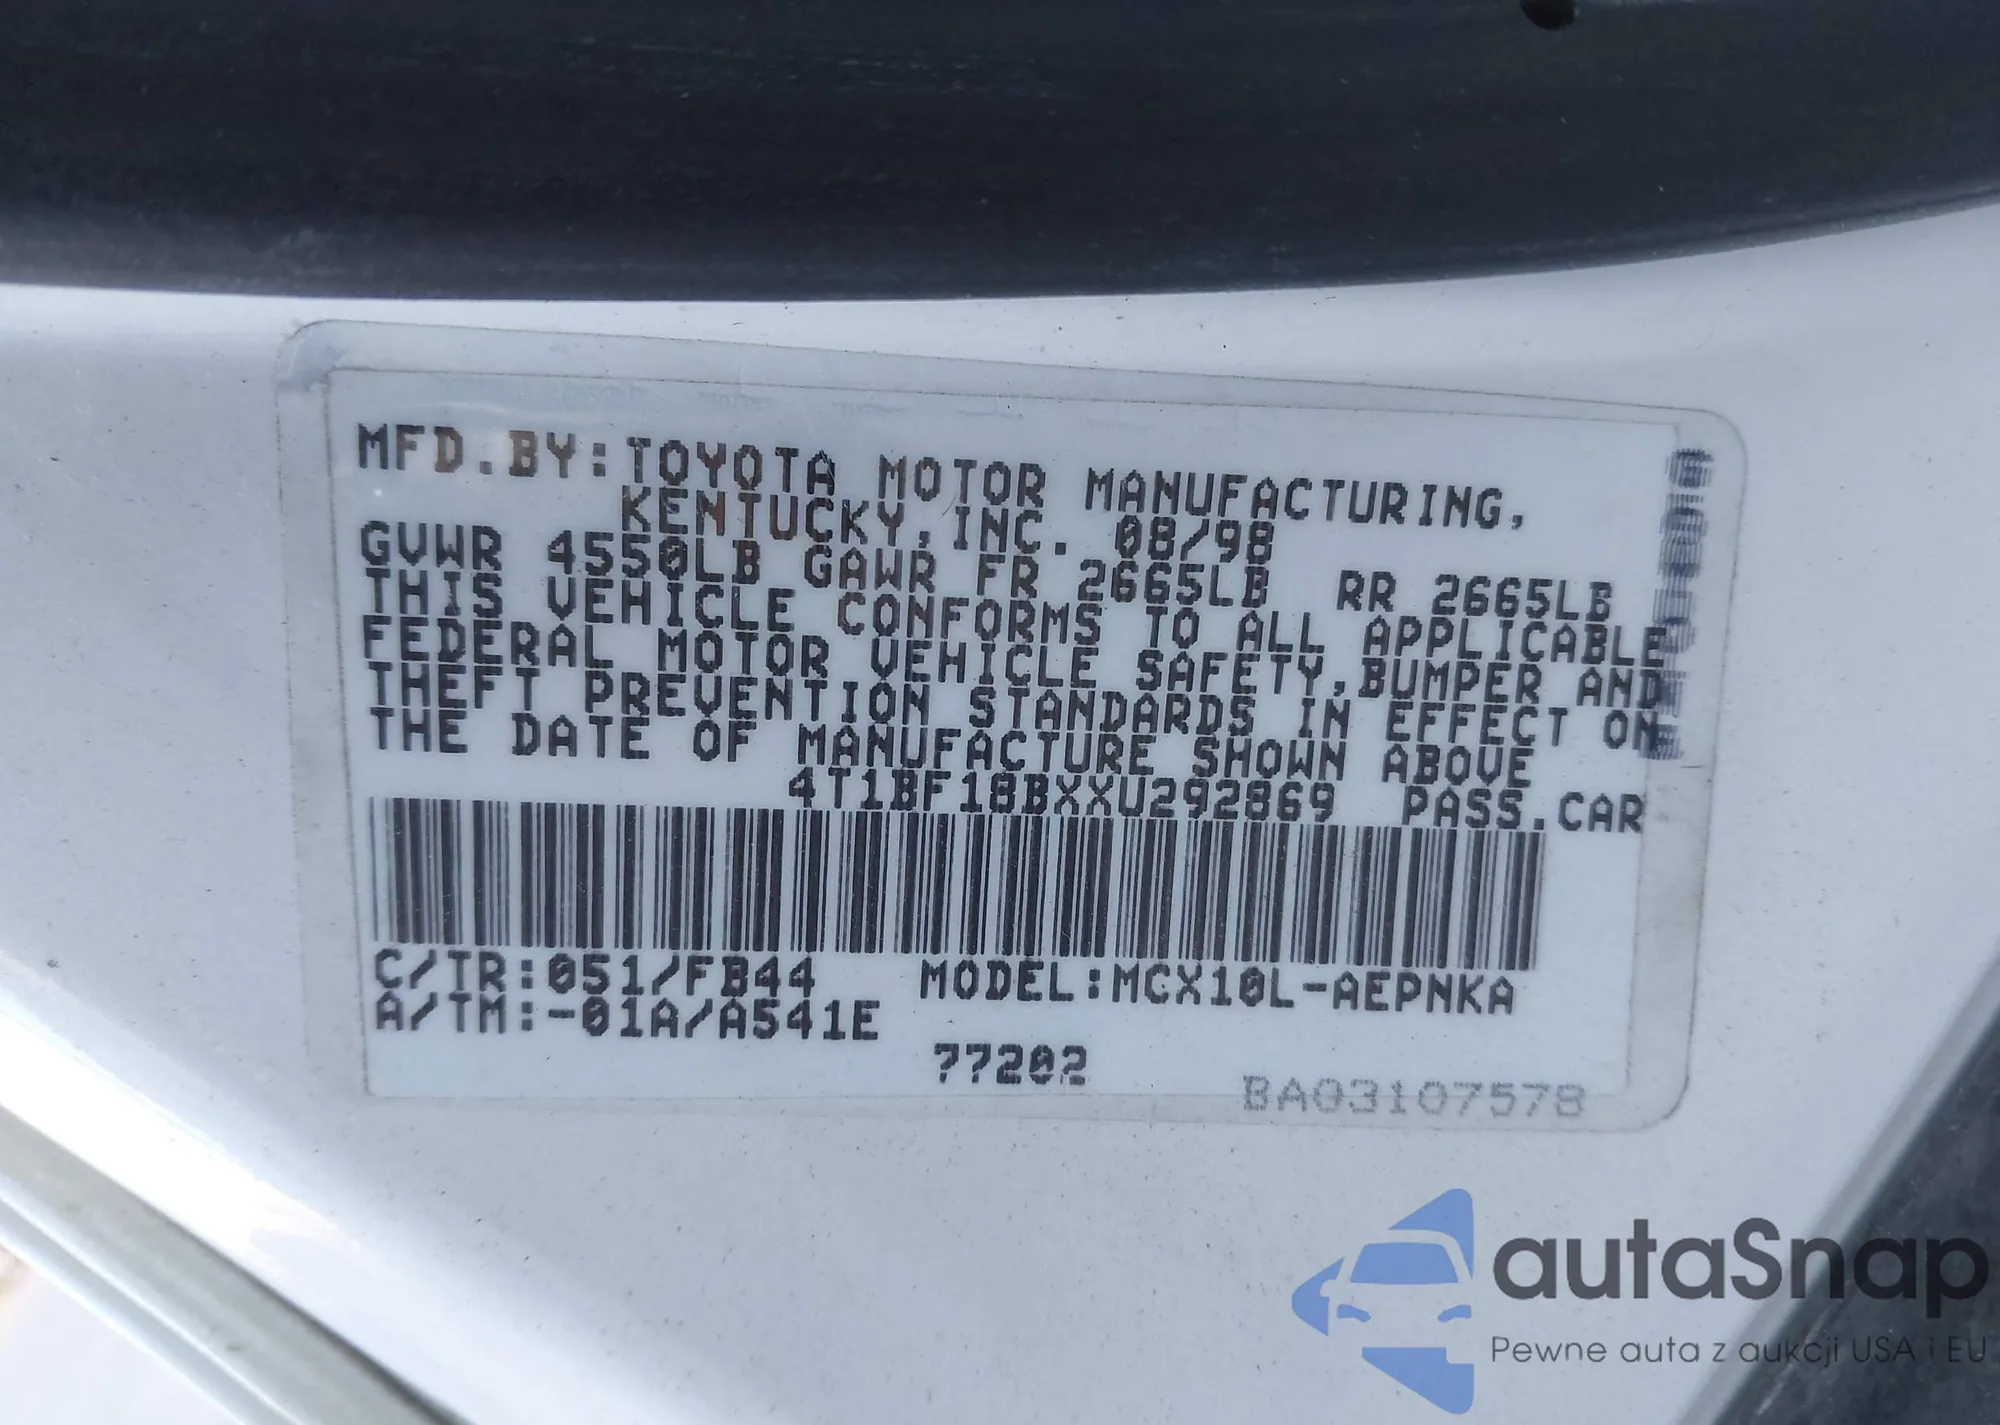 MFD.BY:TOYOTA MOTOR MANUFACTURING,
KENTUCKY,INC. 08/98
GVWR 4550LB GAWR FR 2665LB RR 2665LB
THIS VEHICLE CONFORMS TO ALL APPLICABLE
FEDERAL MOTOR VEHICLE SAFETY,BUMPER AND
THEFT PREVENTION STANDARDS IN EFFECT ON
THE DATE OF MANUFACTURE SHOWN ABOVE
4T1BF18BXXU292869 PASS.CAR
C/TR:051/FB44 MODEL:MCX10L-AEPNKA
A/TM:-01A/A541E
77202
BA03107578
autaSnap
Pewne auta z aukcji USA i EU